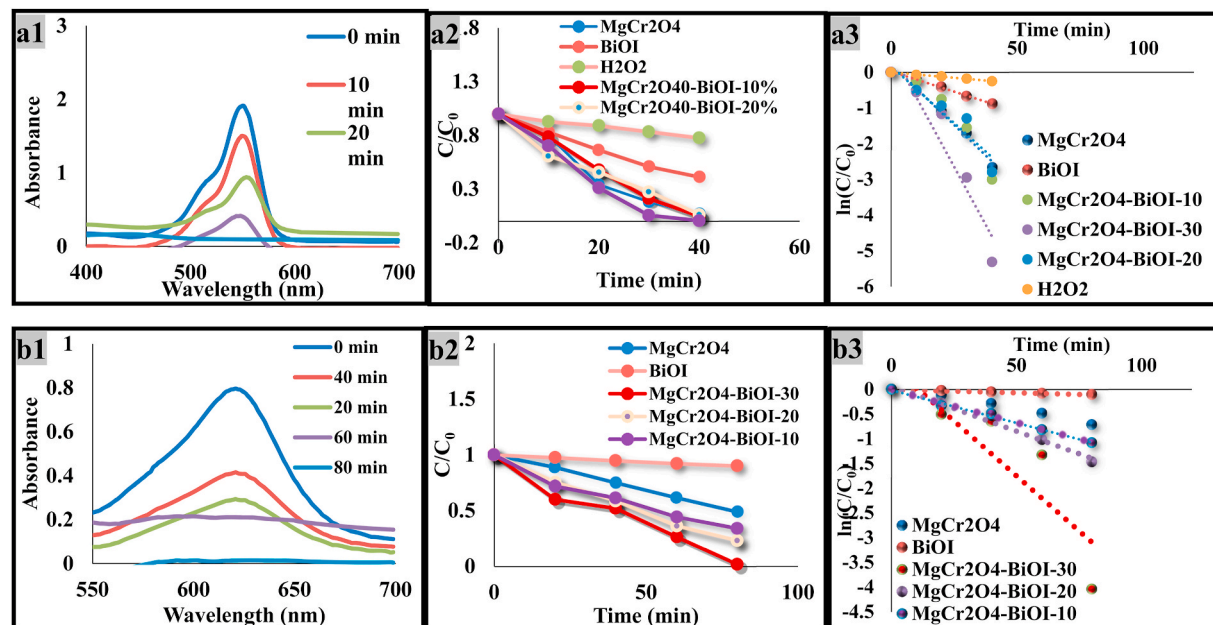 a1
3
2
1
0
Absorbance
400
500
600
700
Wavelength (nm)
0 min
10
min
20
min
a2
1.8
0.8
0.3
-0.2
C/C0
0
20
40
60
Time (min)
MgCr2O4
BiOI
H2O2
MgCr2O40-BiOI-10%
MgCr2O40-BiOI-20%
a3
Time (min)
0
50
100
0
-1
-2
-3
-4
-5
-6
ln(C/C0)
MgCr2O4
BiOI
MgCr2O4-BiOI-10
MgCr2O4-BiOI-30
MgCr2O4-BiOI-20
H2O2
b1
1
0.8
0.6
0.4
0.2
0
Absorbance
550
600
650
700
Wavelength (nm)
0 min
40 min
20 min
60 min
80 min
b2
2
1.5
1
0.5
0
C/C0
0
50
100
Time (min)
MgCr2O4
BiOI
MgCr2O4-BiOI-30
MgCr2O4-BiOI-20
MgCr2O4-BiOI-10
b3
Time (min)
0
50
100
0
-0.5
-1
-1.5
-2
-2.5
-3
-3.5
-4
-4.5
ln(C/C0)
MgCr2O4
BiOI
MgCr2O4-BiOI-30
MgCr2O4-BiOI-20
MgCr2O4-BiOI-10